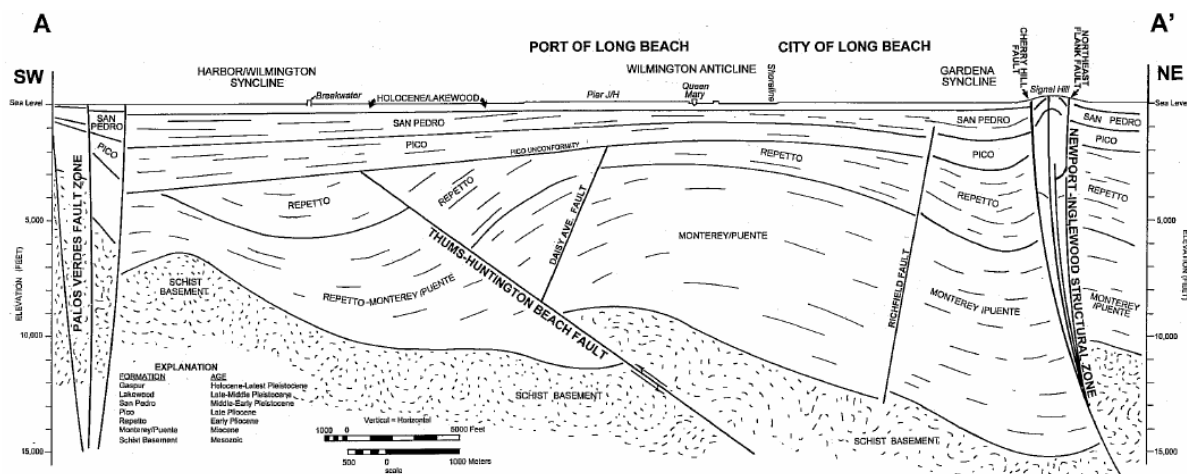 A
A'
PORT OF LONG BEACH
CITY OF LONG BEACH
SW
NE
HARBOR/WILMINGTON
SYNCLINE
WILMINGTON ANTICLINE
GARDENA
SYNCLINE
CHERRY HILL
FAULT
NORTHEAST
FLANK FAULT
Breakwater
HOLOCENE/LAKEWOOD
Pier J/H
Queen
Mary
Shoreline
Signal Hill
Sea Level
Sea Level
SAN
PEDRO
SAN PEDRO
SAN PEDRO
SAN PEDRO
PICO
PICO
PICO UNCONFORMITY
PICO
PICO
REPETTO
REPETTO
REPETTO
REPETTO
REPETTO
5,000
5,000
PALOS VERDES FAULT ZONE
THUMS-HUNTINGTON BEACH FAULT
DAISY AVE. FAULT
MONTEREY/PUENTE
RICHFIELD FAULT
NEWPORT-INGLEWOOD STRUCTURAL ZONE
ELEVATION (FEET)
ELEVATION (FEET)
SCHIST
BASEMENT
REPETTO-MONTEREY/PUENTE
MONTEREY/PUENTE
MONTEREY
/PUENTE
10,000
10,000
SCHIST BASEMENT
SCHIST
BASEMENT
EXPLANATION
FORMATION AGE
Gaspur Holocene-Latest Pleistocene
Lakewood Late-Middle Pleistocene
San Pedro Middle-Early Pleistocene
Pico Late Pliocene
Repetto Early Pliocene
Monterey/Puente Miocene
Schist Basement Mesozoic
Vertical = Horizontal
1000 0 5000 Feet
500 0 1000 Meters
scale
15,000
15,000